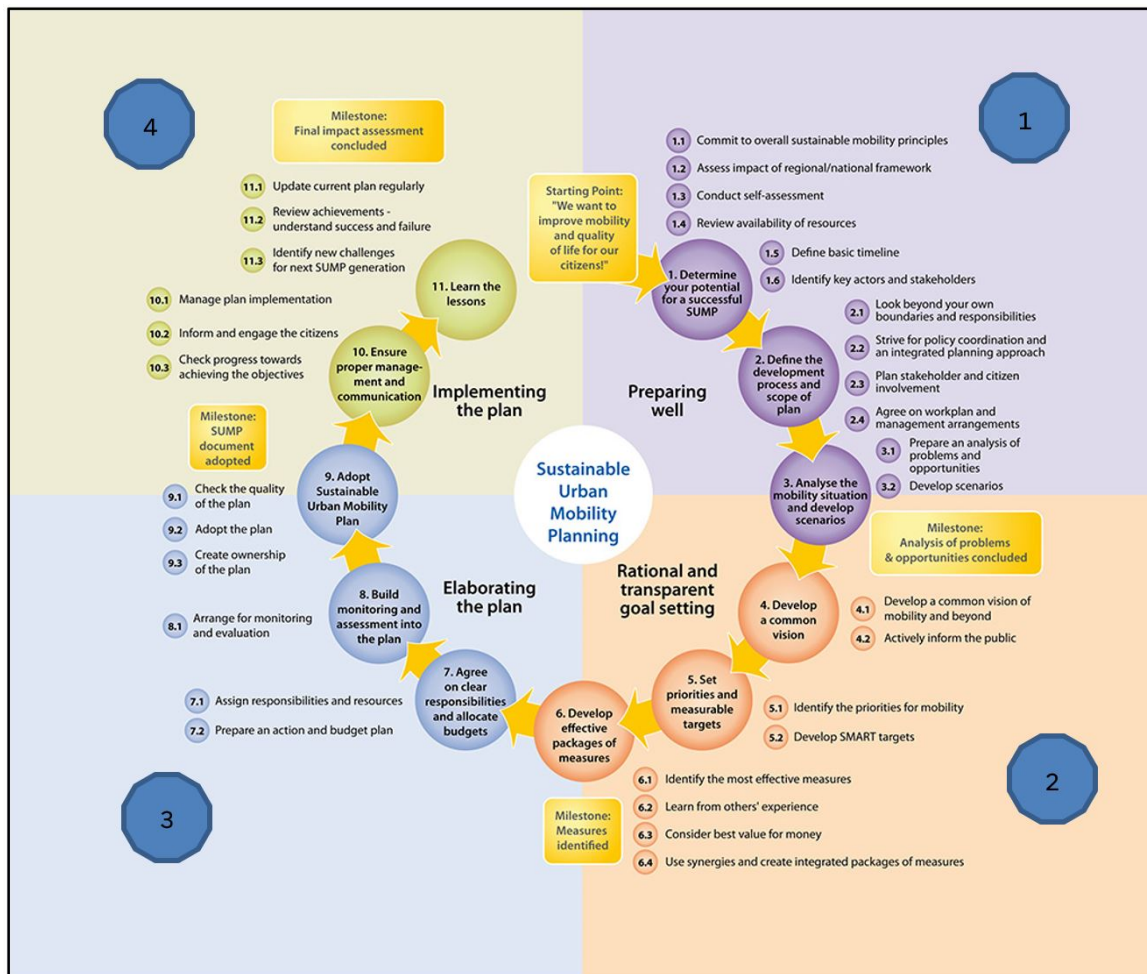 4
1
Milestone:
Final impact assessment
concluded
11.1 Update current plan regularly
11.2 Review achievements -
understand success and failure
11.3 Identify new challenges
for next SUMP generation
10.1 Manage plan implementation
10.2 Inform and engage the citizens
10.3 Check progress towards
achieving the objectives
11. Learn the
lessons
10. Ensure
proper manage-
ment and
communication
Implementing
the plan
Starting Point:
"We want to
improve mobility
and quality
of life for our
citizens!"
1.1 Commit to overall sustainable mobility principles
1.2 Assess impact of regional/national framework
1.3 Conduct self-assessment
1.4 Review availability of resources
1.5 Define basic timeline
1.6 Identify key actors and stakeholders
1. Determine
your potential
for a successful
SUMP
2.1 Look beyond your own
boundaries and responsibilities
2.2 Strive for policy coordination and
an integrated planning approach
2.3 Plan stakeholder and citizen
involvement
2.4 Agree on workplan and
management arrangements
2. Define the
development
process and
scope of
plan
Preparing
well
3.1 Prepare an analysis of
problems and
opportunities
3.2 Develop scenarios
3. Analyse the
mobility situation
and develop
scenarios
Milestone:
Analysis of problems
& opportunities concluded
Sustainable
Urban
Mobility
Planning
Rational and
transparent
goal setting
4. Develop
a common
vision
4.1 Develop a common vision of
mobility and beyond
4.2 Actively inform the public
5. Set
priorities and
measurable
targets
5.1 Identify the priorities for mobility
5.2 Develop SMART targets
6. Develop
effective
packages of
measures
6.1 Identify the most effective measures
6.2 Learn from others' experience
6.3 Consider best value for money
6.4 Use synergies and create integrated packages of measures
Milestone:
Measures
identified
2
Elaborating
the plan
7. Agree
on clear
responsibilities
and allocate
budgets
7.1 Assign responsibilities and resources
7.2 Prepare an action and budget plan
8. Build
monitoring and
assessment into
the plan
8.1 Arrange for monitoring
and evaluation
9. Adopt
Sustainable
Urban Mobility
Plan
Milestone:
SUMP
document
adopted
9.1 Check the quality
of the plan
9.2 Adopt the plan
9.3 Create ownership
of the plan
3